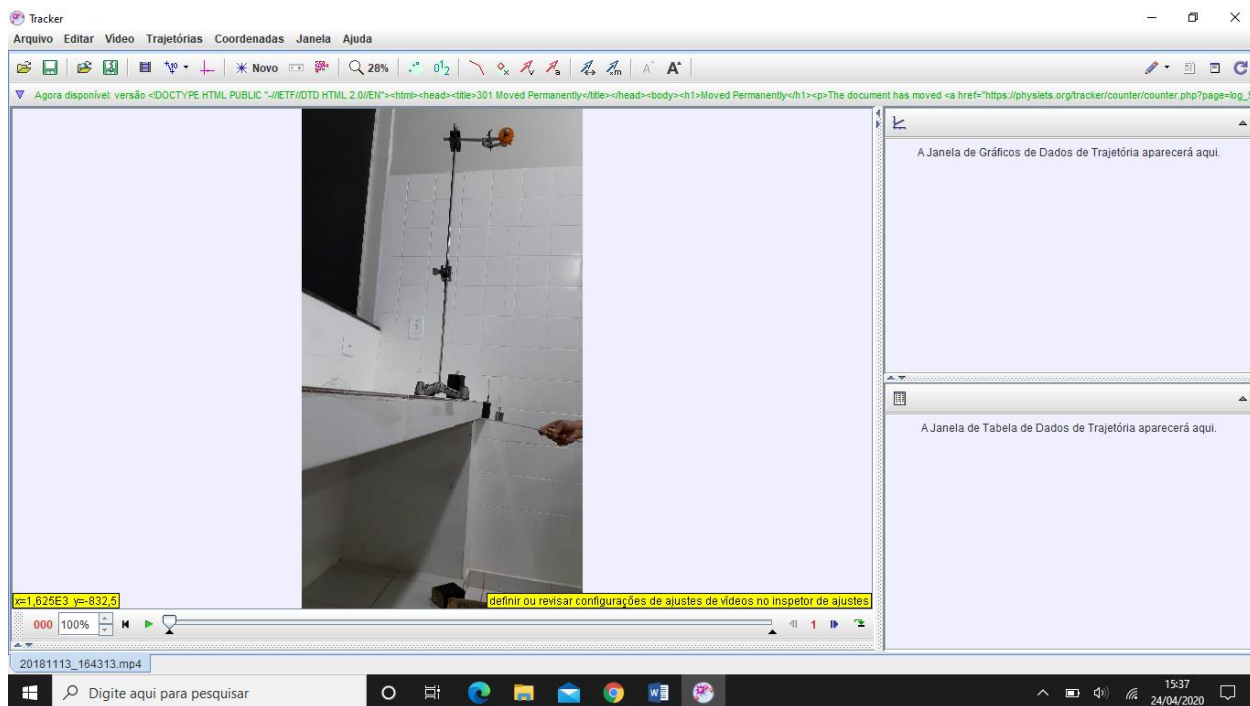 Tracker
Arquivo Editar Vídeo Trajetórias Coordenadas Janela Ajuda
Novo 28%
Agora disponível: versão <!DOCTYPE HTML PUBLIC "-//IETF//DTD HTML 2.0//EN"><html><head><title>301 Moved Permanently</title></head><body><h1>Moved Permanently</h1><p>The document has moved <a href="https://physlets.org/tracker/counter/counter.php?page=log_
A Janela de Gráficos de Dados de Trajetória aparecerá aqui.
A Janela de Tabela de Dados de Trajetória aparecerá aqui.
x=1,625E3 y=-832,5
definir ou revisar configurações de ajustes de vídeos no inspetor de ajustes
000 100% 1
20181113_164313.mp4
Digite aqui para pesquisar
15:37
24/04/2020